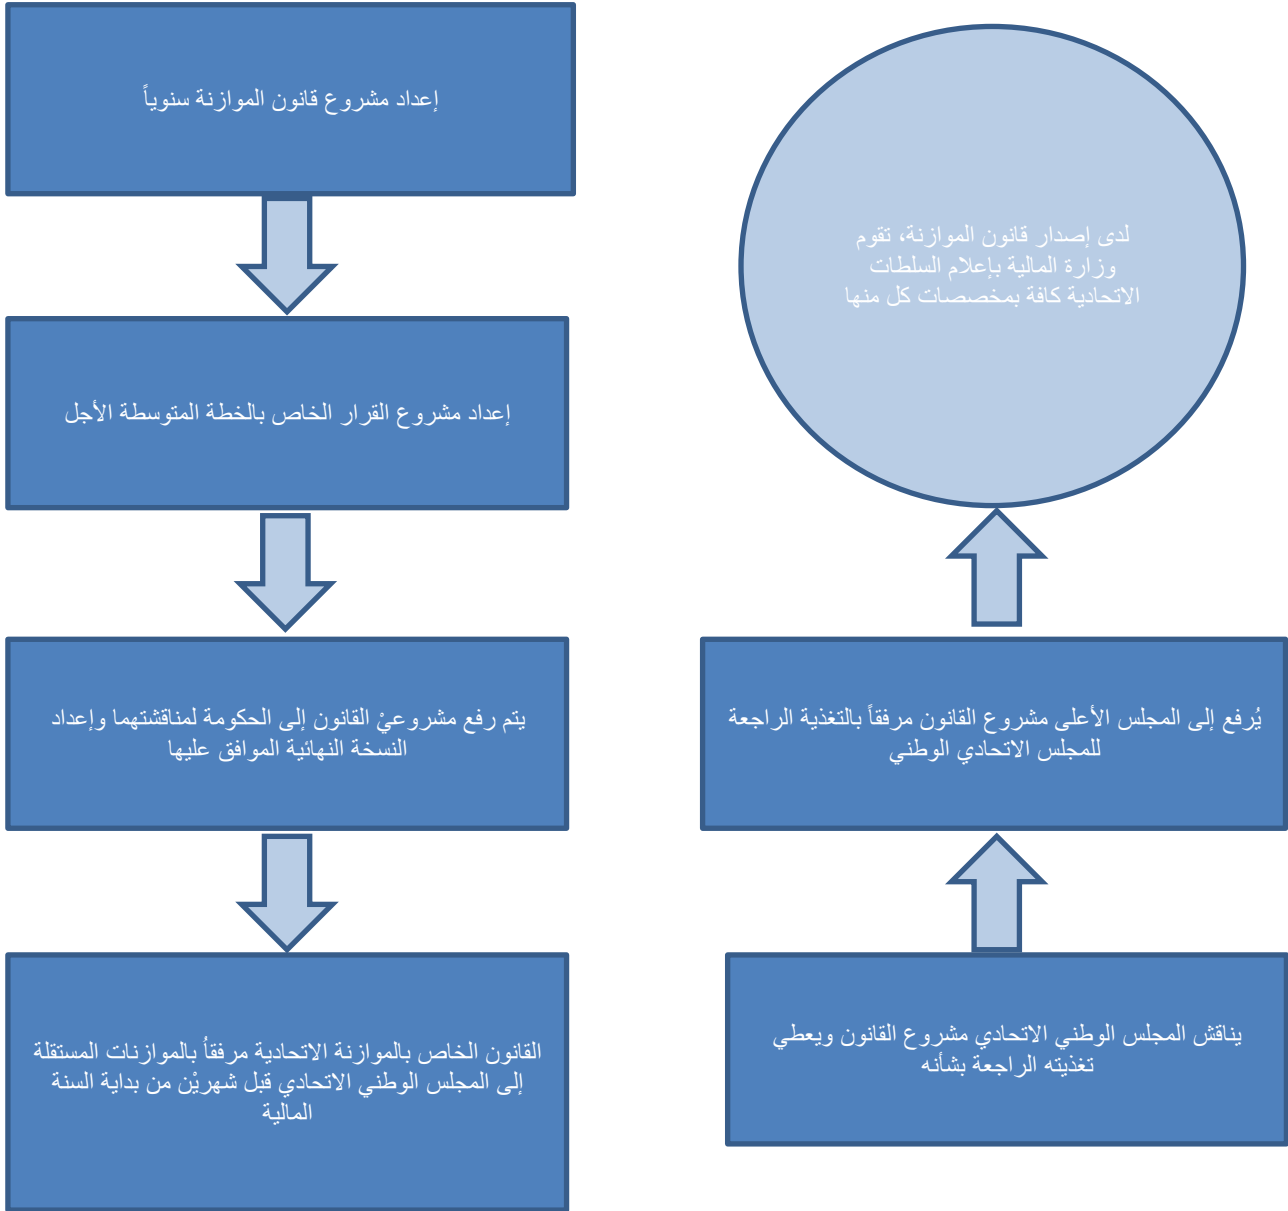 إعداد مشروع قانون الموازنة سنوياً
إعداد مشروع القرار الخاص بالخطة المتوسطة الأجل
يتم رفع مشروعيْ القانون إلى الحكومة لمناقشتهما وإعداد
النسخة النهائية الموافق عليها
القانون الخاص بالموازنة الاتحادية مرفقاُ بالموازنات المستقلة
إلى المجلس الوطني الاتحادي قبل شهريْن من بداية السنة
المالية
يناقش المجلس الوطني الاتحادي مشروع القانون ويعطي
تغذيته الراجعة بشأنه
يُرفع إلى المجلس الأعلى مشروع القانون مرفقاً بالتغذية الراجعة
للمجلس الاتحادي الوطني
لدى إصدار قانون الموازنة، تقوم
وزارة المالية بإعلام السلطات
الاتحادية كافة بمخصصات كل منها